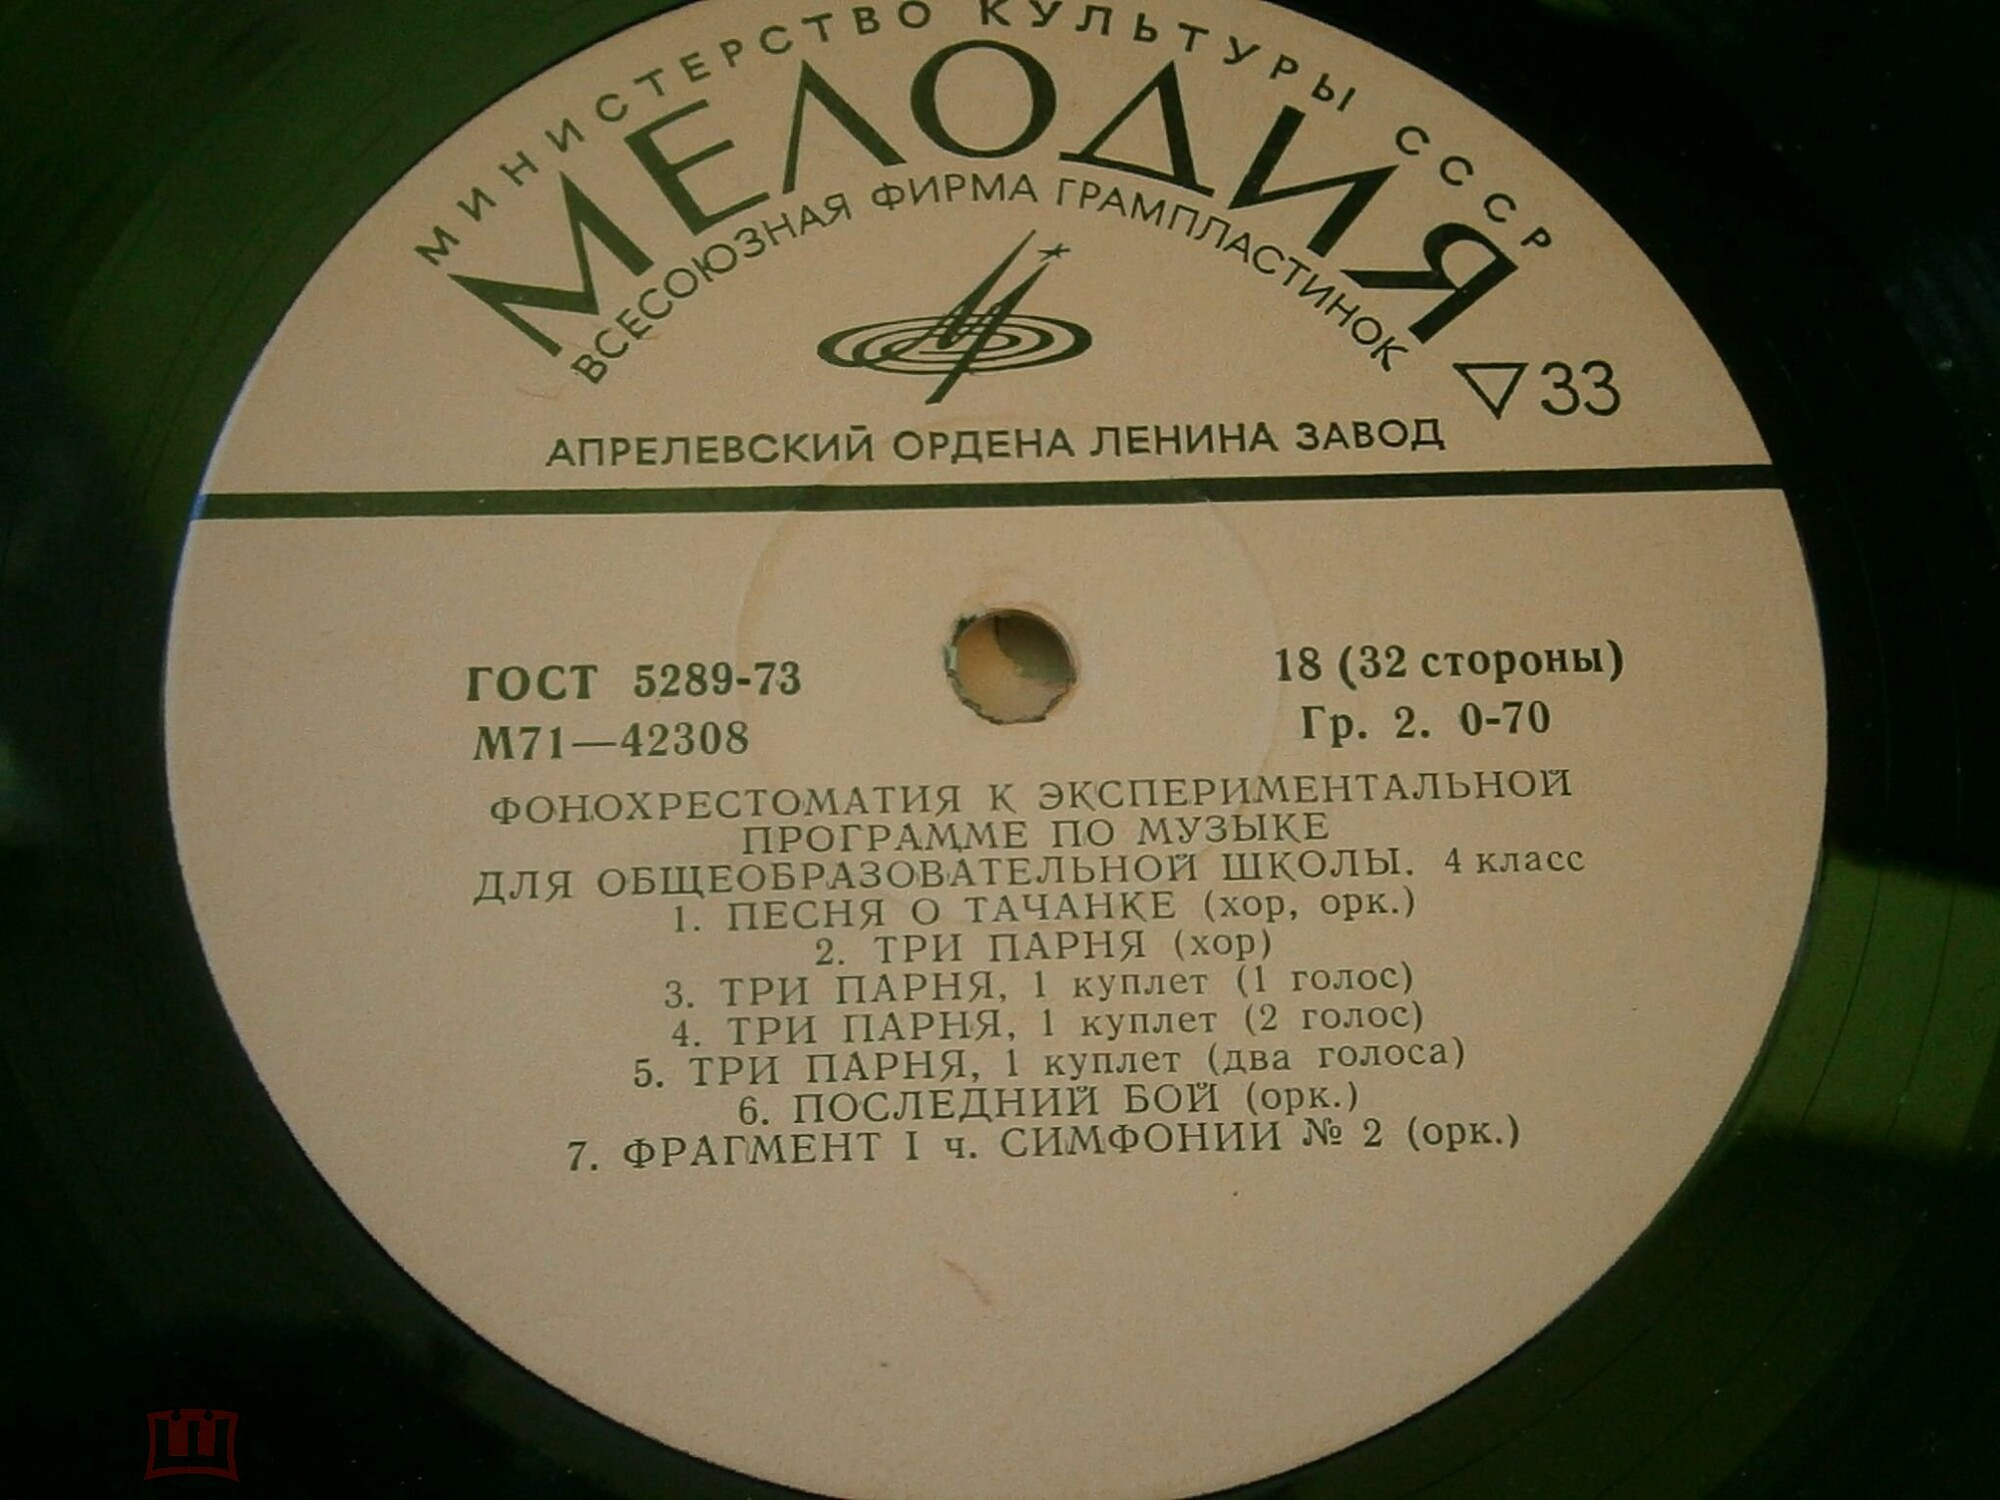 МИНИСТЕРСТВО КУЛЬТУРЫ СССР
МЕЛОДИЯ
ВСЕСОЮЗНАЯ ФИРМА ГРАМПЛАСТИНОК
33
АПРЕЛЕВСКИЙ ОРДЕНА ЛЕНИНА ЗАВОД
ГОСТ 5289-73
М71—42308
18 (32 стороны)
Гр. 2. 0-70
ФОНОХРЕСТОМАТИЯ К ЭКСПЕРИМЕНТАЛЬНОЙ
ПРОГРАММЕ ПО МУЗЫКЕ
ДЛЯ ОБЩЕОБРАЗОВАТЕЛЬНОЙ ШКОЛЫ. 4 класс
1. ПЕСНЯ О ТАЧАНКЕ (хор, орк.)
2. ТРИ ПАРНЯ (хор)
3. ТРИ ПАРНЯ, 1 куплет (1 голос)
4. ТРИ ПАРНЯ, 1 куплет (2 голос)
5. ТРИ ПАРНЯ, 1 куплет (два голоса)
6. ПОСЛЕДНИЙ БОЙ (орк.)
7. ФРАГМЕНТ I ч. СИМФОНИИ № 2 (орк.)